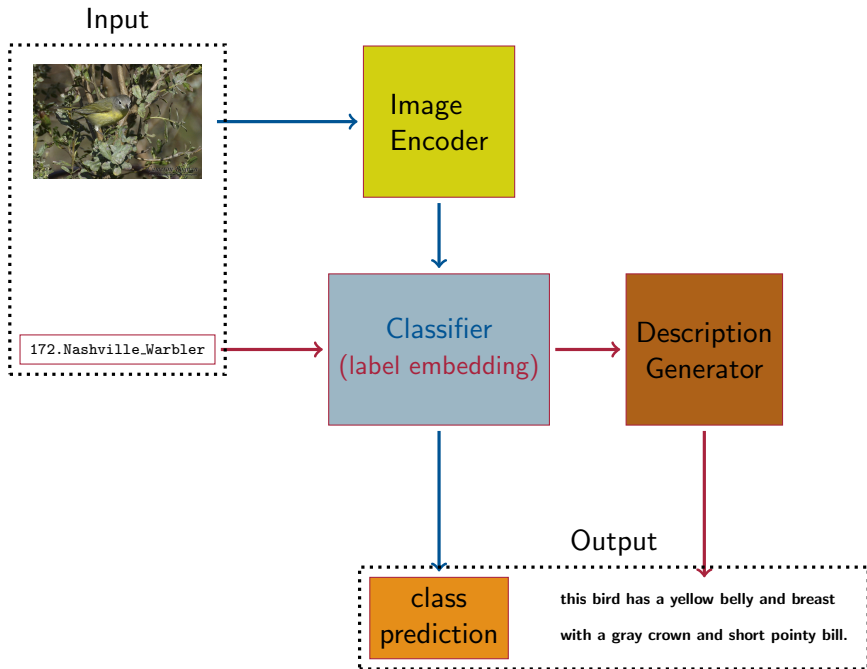 Input
Image
Encoder
172.Nashville_Warbler
Classifier
(label embedding)
Description
Generator
Output
class
prediction
this bird has a yellow belly and breast
with a gray crown and short pointy bill.